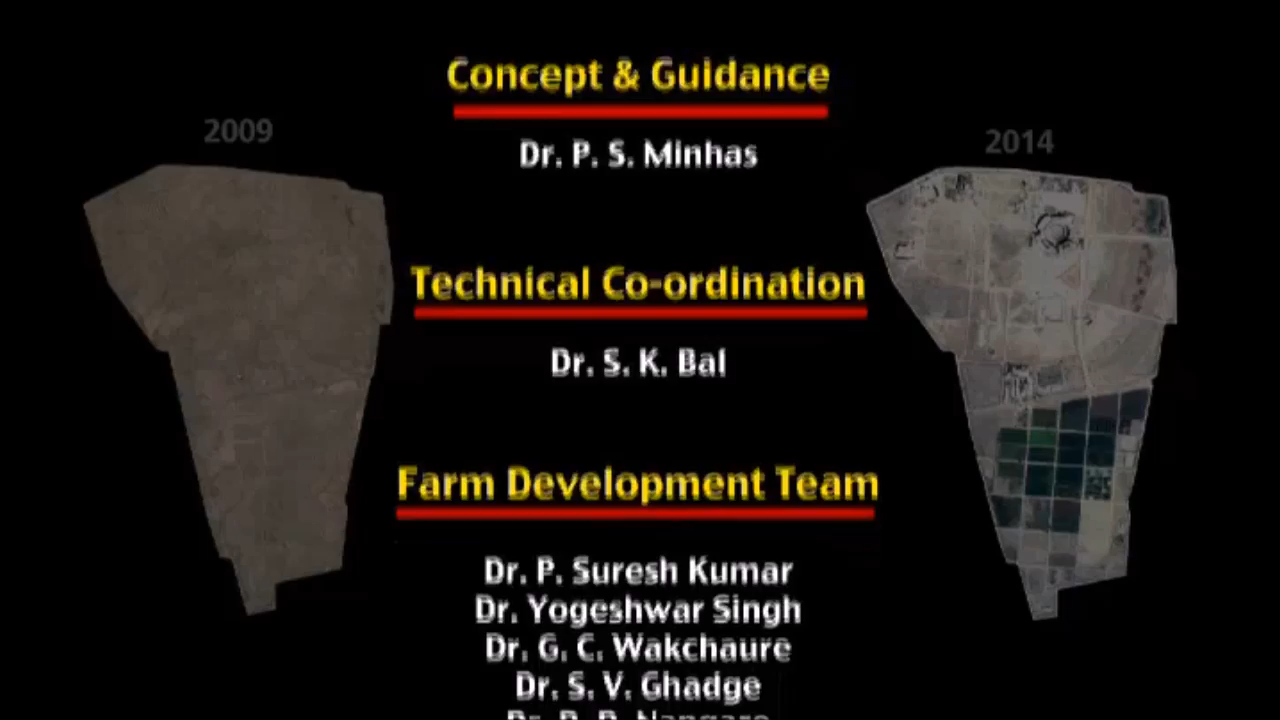 Concept & Guidance
2009
2014
Dr. P. S. Minhas
Technical Co-ordination
Dr. S. K. Bal
Farm Development Team
Dr. P. Suresh Kumar
Dr. Yogeshwar Singh
Dr. G. C. Wakchaure
Dr. S. V. Ghadge